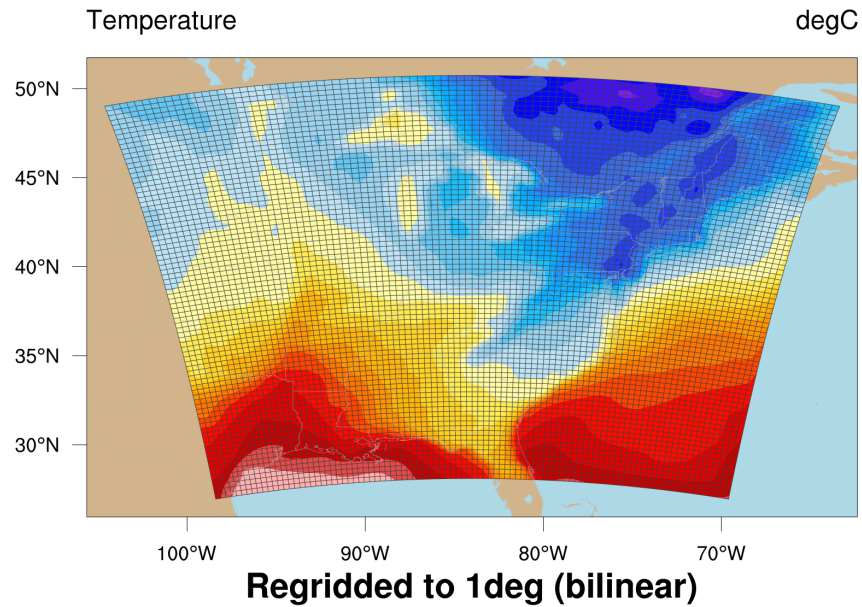 Temperature degC
50°N
45°N
40°N
35°N
30°N
100°W 90°W 80°W 70°W
Regridded to 1deg (bilinear)